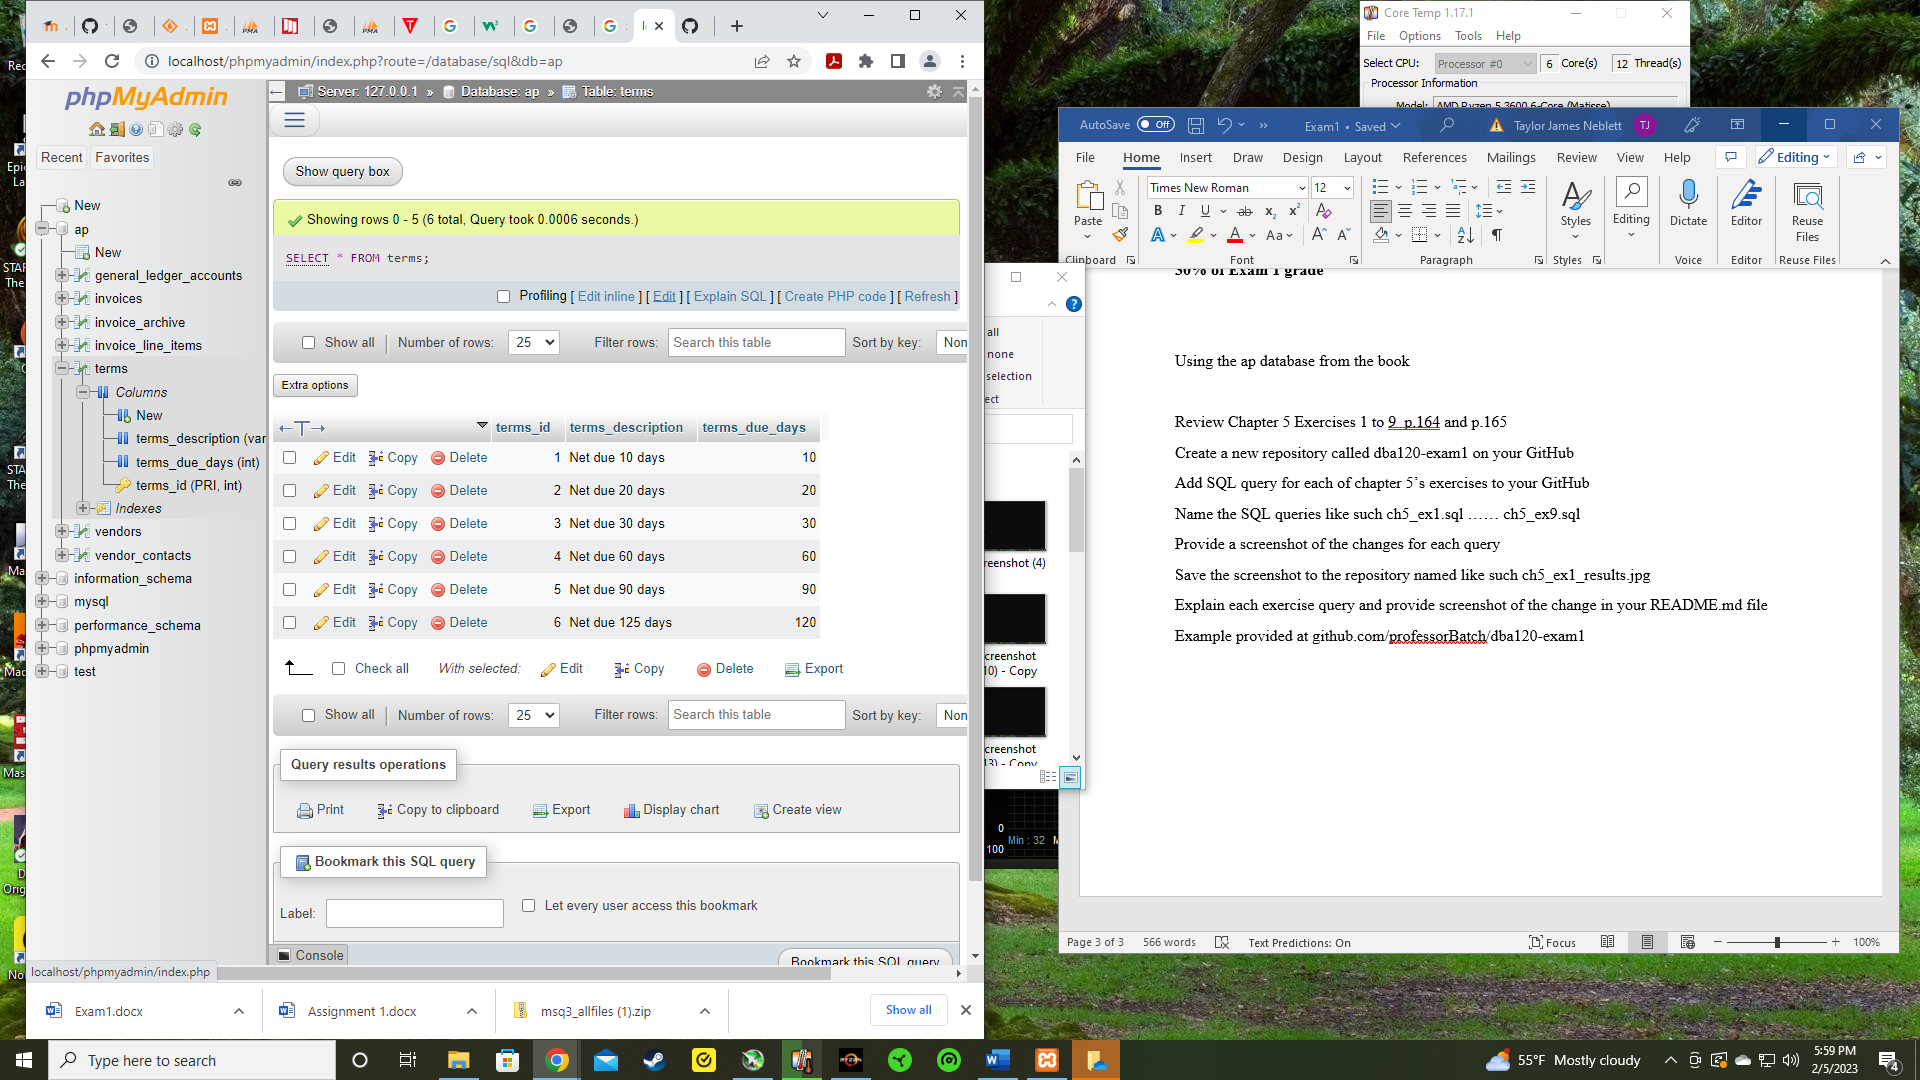 localhost/phpmyadmin/index.php?route=/database/sql&db=ap
phpMyAdmin
Recent
Favorites
New
ap
New
general_ledger_accounts
invoices
invoice_archive
invoice_line_items
terms
Columns
New
terms_description (var
terms_due_days (int)
terms_id (PRI, int)
Indexes
vendors
vendor_contacts
information_schema
mysql
performance_schema
phpmyadmin
test
Server: 127.0.0.1 » Database: ap » Table: terms
Show query box
Showing rows 0 - 5 (6 total, Query took 0.0006 seconds.)
SELECT * FROM terms;
Profiling [ Edit inline ] [ Edit ] [ Explain SQL ] [ Create PHP code ] [ Refresh ]
Show all Number of rows: 25 Filter rows: Search this table Sort by key: Non
Extra options
terms_id terms_description terms_due_days
Edit Copy Delete 1 Net due 10 days 10
Edit Copy Delete 2 Net due 20 days 20
Edit Copy Delete 3 Net due 30 days 30
Edit Copy Delete 4 Net due 60 days 60
Edit Copy Delete 5 Net due 90 days 90
Edit Copy Delete 6 Net due 125 days 120
Check all With selected: Edit Copy Delete Export
Show all Number of rows: 25 Filter rows: Search this table Sort by key: Non
Query results operations
Print Copy to clipboard Export Display chart Create view
Bookmark this SQL query
Label: Let every user access this bookmark
Console
Bookmark this SQL query
localhost/phpmyadmin/index.php
Exam1.docx
Assignment 1.docx
msq3_allfiles (1).zip
Show all
Core Temp 1.17.1
File Options Tools Help
Select CPU: Processor #0 6 Core(s) 12 Thread(s)
Processor Information
Model: AMD Ryzen 5 3600 6-Core (Matisse)
AutoSave Off Exam1 • Saved Taylor James Neblett TJ
File Home Insert Draw Design Layout References Mailings Review View Help Editing
Times New Roman 12
Paste Styles Editing Dictate Editor Reuse Files
Clipboard Font Paragraph Styles Voice Editor Reuse Files
30% of Exam 1 grade
Using the ap database from the book
Review Chapter 5 Exercises 1 to 9 p.164 and p.165
Create a new repository called dba120-exam1 on your GitHub
Add SQL query for each of chapter 5’s exercises to your GitHub
Name the SQL queries like such ch5_ex1.sql …… ch5_ex9.sql
Provide a screenshot of the changes for each query
Save the screenshot to the repository named like such ch5_ex1_results.jpg
Explain each exercise query and provide screenshot of the change in your README.md file
Example provided at github.com/professorBatch/dba120-exam1
Page 3 of 3 566 words Text Predictions: On Focus 100%
all
none
selection
ect
creenshot (4)
creenshot
10) - Copy
creenshot
13) - Copy
0
Min : 32
100
Type here to search
55°F Mostly cloudy
5:59 PM
2/5/2023
4